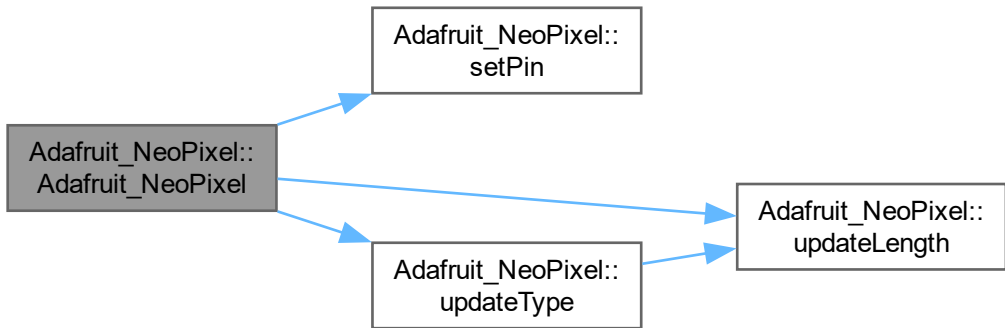 Adafruit_NeoPixel::
Adafruit_NeoPixel
Adafruit_NeoPixel::
setPin
Adafruit_NeoPixel::
updateType
Adafruit_NeoPixel::
updateLength